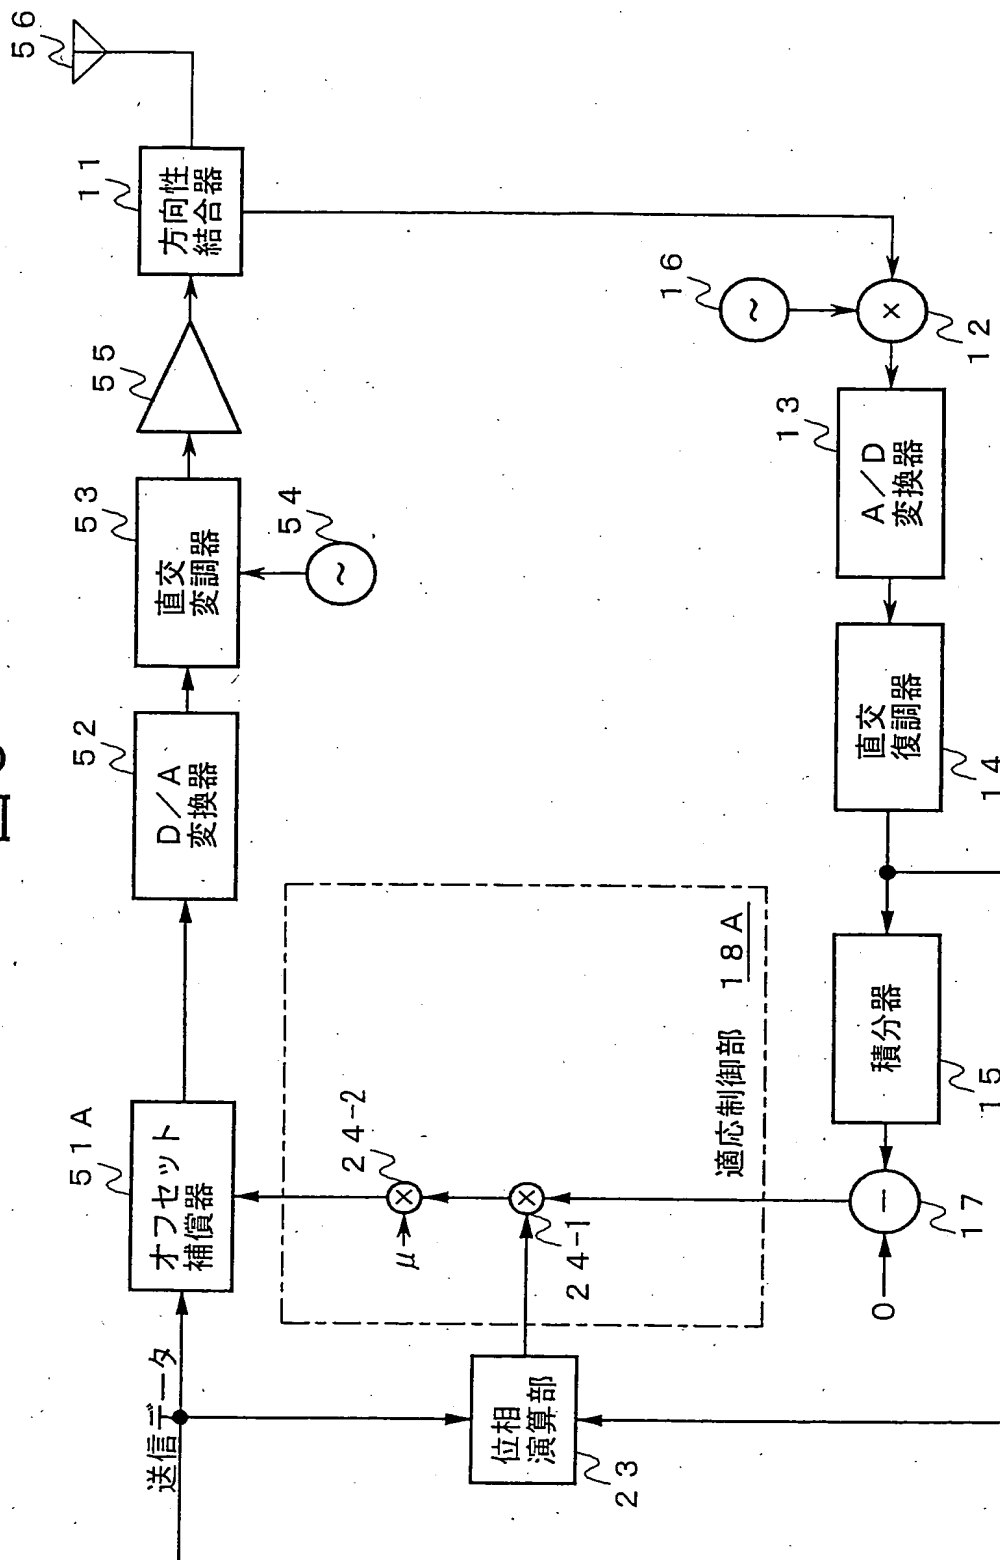 送信データ
51A
オフセット
補償器
52
D/A
変換器
53
直交
変調器
54
~
55
11
方向性
結合器
56
16
~
×
12
13
A/D
変換器
直交
復調器
14
積分器
15
−
17
0
適応制御部
18A
24-2
×
μ
×
24-1
位相
演算部
23